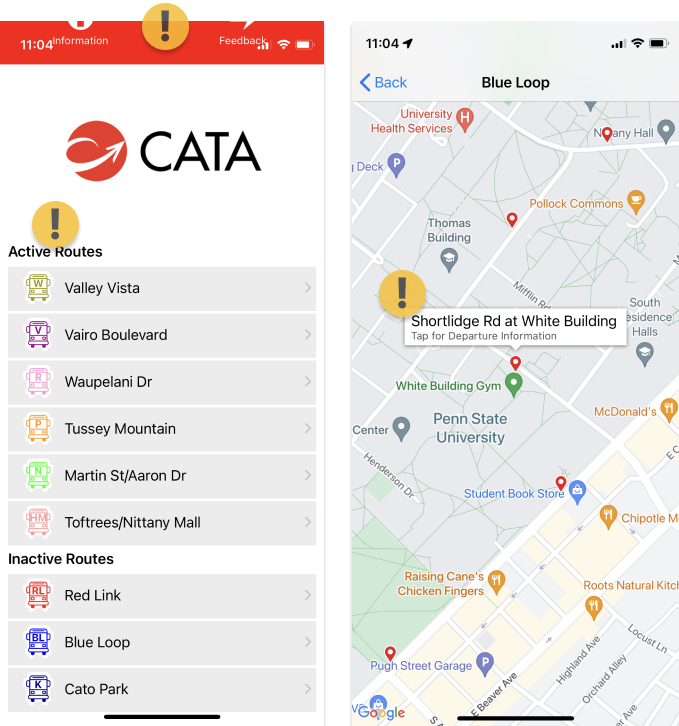 11:04
Information
Feedback
CATA
Active Routes
W Valley Vista
V Vairo Boulevard
R Waupelani Dr
P Tussey Mountain
N Martin St/Aaron Dr
HM Toftrees/Nittany Mall
Inactive Routes
RL Red Link
BL Blue Loop
K Cato Park
11:04
Back
Blue Loop
University
Health Services
H
Deck
P
Pollock Commons
Thomas
Building
Mifflin Rd
South
esidence
Halls
Shortlidge Rd at White Building
Tap for Departure Information
White Building Gym
McDonald's
Center
Penn State
University
Henderson Dr
Student Book Store
Chipotle M
Raising Cane's
Chicken Fingers
Roots Natural Kitch
Locust Ln
Highland Ave
Orchard Alley
Pugh Street Garage
P
E Beaver Ave
Google